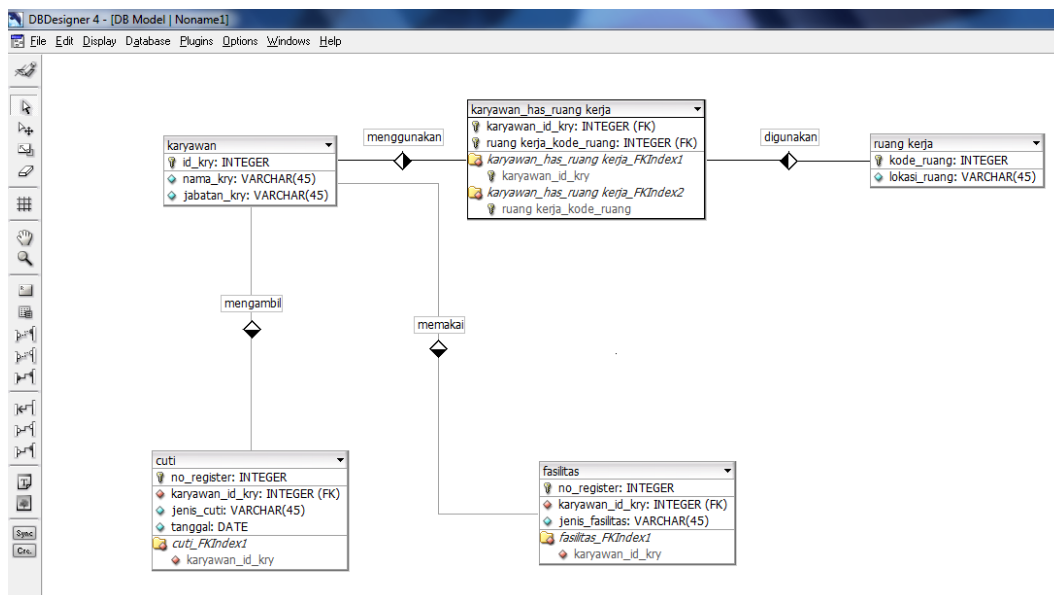 DBDesigner 4 - [DB Model | Noname1]
File Edit Display Database Plugins Options Windows Help
karyawan
id_kry: INTEGER
nama_kry: VARCHAR(45)
jabatan_kry: VARCHAR(45)
menggunakan
karyawan_has_ruang kerja
karyawan_id_kry: INTEGER (FK)
ruang kerja_kode_ruang: INTEGER (FK)
karyawan_has_ruang kerja_FKIndex1
karyawan_id_kry
karyawan_has_ruang kerja_FKIndex2
ruang kerja_kode_ruang
digunakan
ruang kerja
kode_ruang: INTEGER
lokasi_ruang: VARCHAR(45)
mengambil
memakai
cuti
no_register: INTEGER
karyawan_id_kry: INTEGER (FK)
jenis_cuti: VARCHAR(45)
tanggal: DATE
cuti_FKIndex1
karyawan_id_kry
fasilitas
no_register: INTEGER
karyawan_id_kry: INTEGER (FK)
jenis_fasilitas: VARCHAR(45)
fasilitas_FKIndex1
karyawan_id_kry
Sync
Cre.